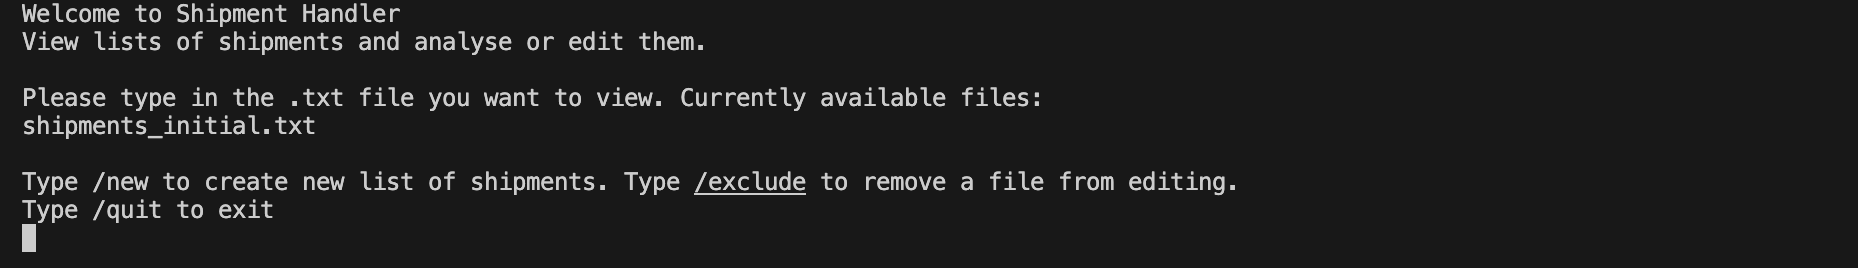 Welcome to Shipment Handler
View lists of shipments and analyse or edit them.
Please type in the .txt file you want to view. Currently available files:
shipments_initial.txt
Type /new to create new list of shipments. Type /exclude to remove a file from editing.
Type /quit to exit